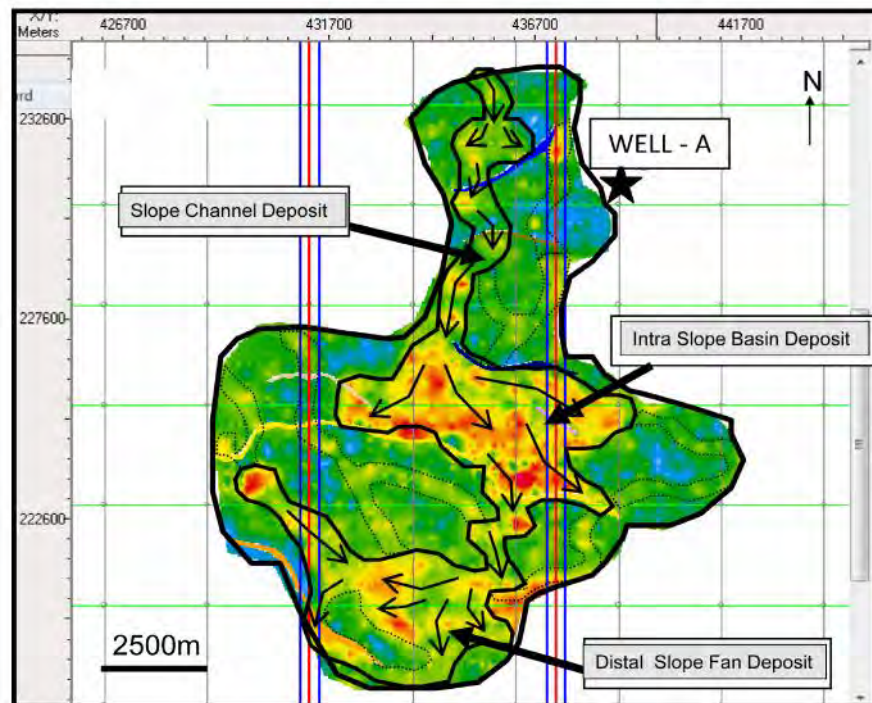 X/Y:
Meters
426700 431700 436700 441700
rd
N
232600
WELL - A
Slope Channel Deposit
227600
Intra Slope Basin Deposit
222600
2500m
Distal Slope Fan Deposit